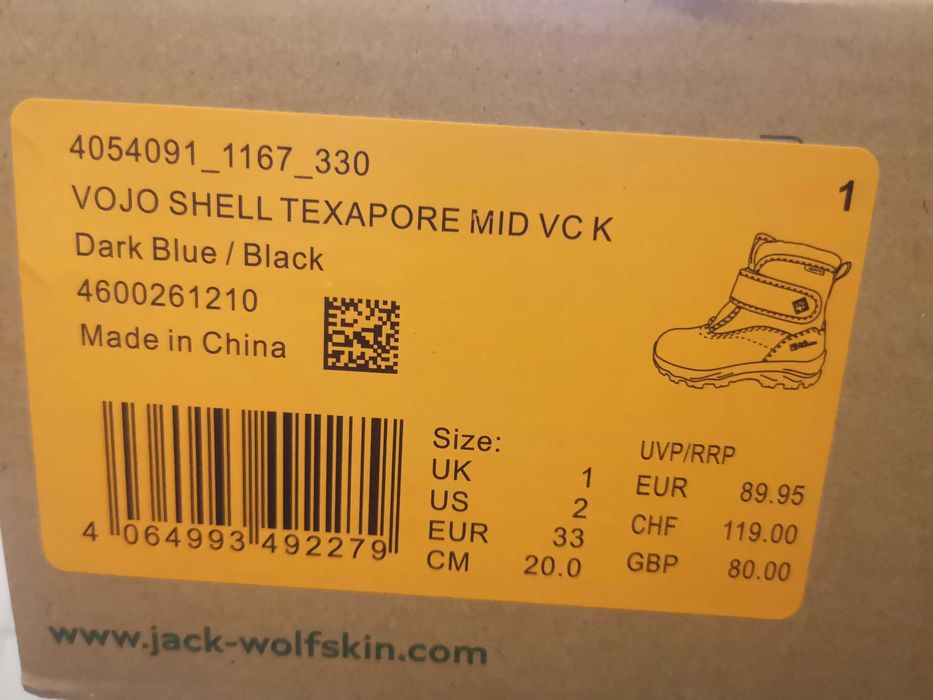 4054091_1167_330
1
VOJO SHELL TEXAPORE MID VC K
Dark Blue / Black
4600261210
Made in China
4 064993 492279
Size:
UK 1
US 2
EUR 33
CM 20.0
UVP/RRP
EUR 89.95
CHF 119.00
GBP 80.00
www.jack-wolfskin.com